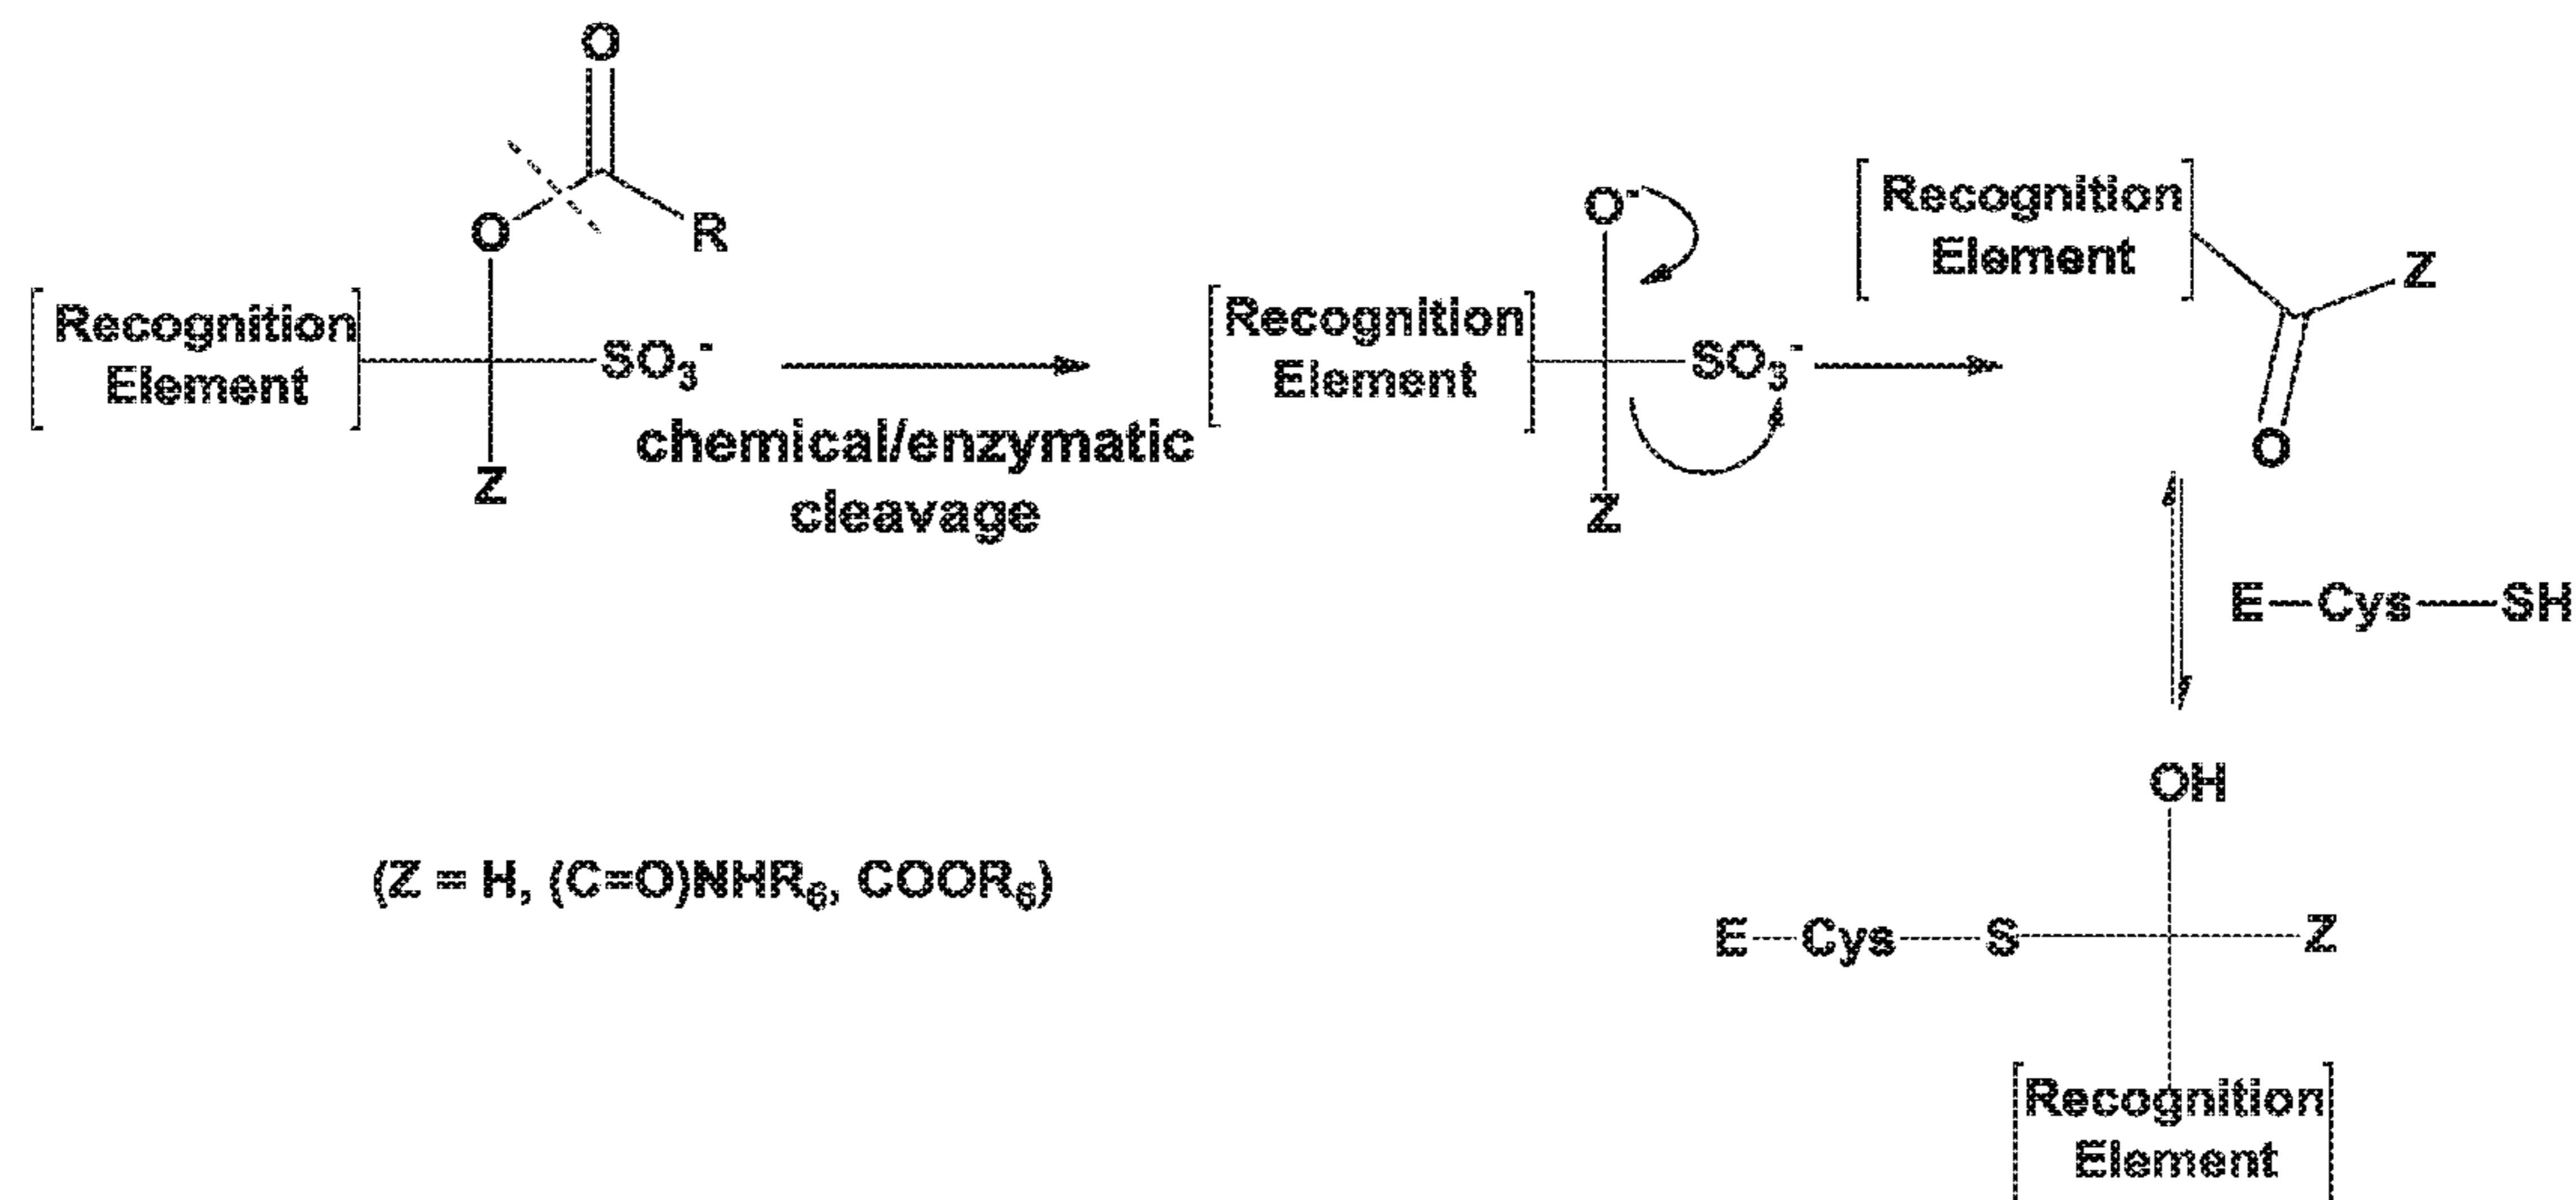 O
O
R
[Recognition
Element]
SO₃⁻
Z
chemical/enzymatic
cleavage
O⁻
[Recognition
Element]
SO₃⁻
Z
[Recognition
Element]
Z
O
E—Cys—SH
OH
E—Cys—S
Z
[Recognition
Element]
(Z = H, (C=O)NHR₆, COOR₆)